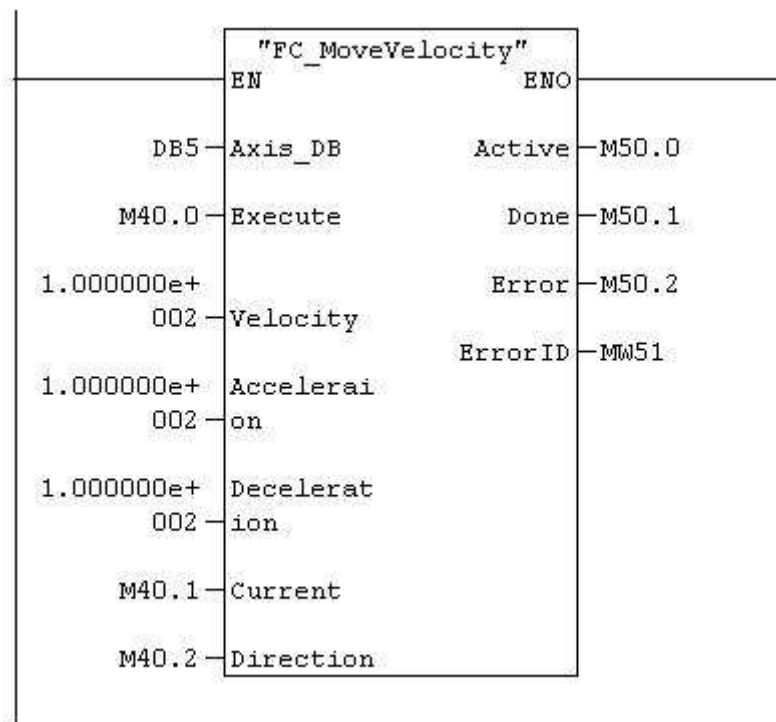 "FC_MoveVelocity"
EN ENO
DB5 Axis_DB Active M50.0
M40.0 Execute Done M50.1
1.000000e+ Error M50.2
002 Velocity
ErrorID MW51
1.000000e+ Accelerai
002 on
1.000000e+ Decelerat
002 ion
M40.1 Current
M40.2 Direction